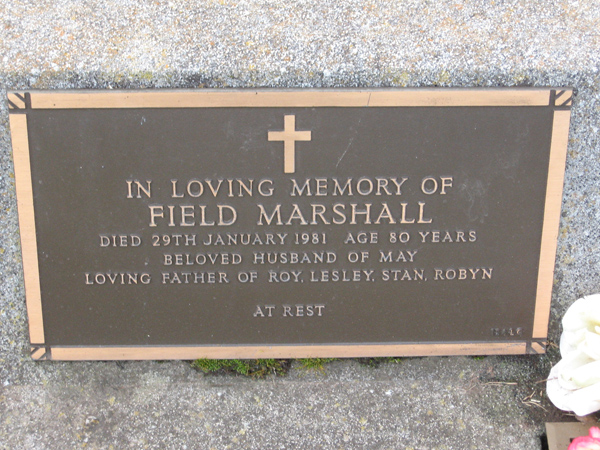 IN LOVING MEMORY OF
FIELD MARSHALL
DIED 29TH JANUARY 1981 AGE 80 YEARS
BELOVED HUSBAND OF MAY
LOVING FATHER OF ROY, LESLEY, STAN, ROBYN
AT REST